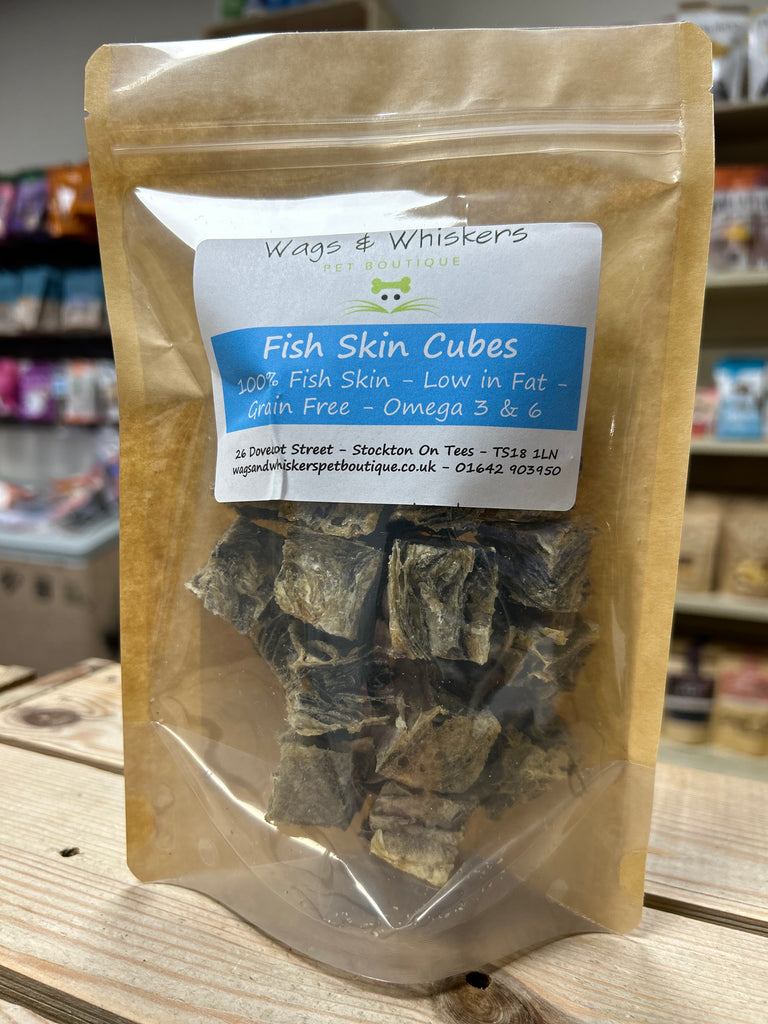 Wags & Whiskers
PET BOUTIQUE
Fish Skin Cubes
100% Fish Skin - Low in Fat -
Grain Free - Omega 3 & 6
26 Dovecot Street - Stockton On Tees - TS18 1LN
wagsandwhiskerspetboutique.co.uk - 01642 903950